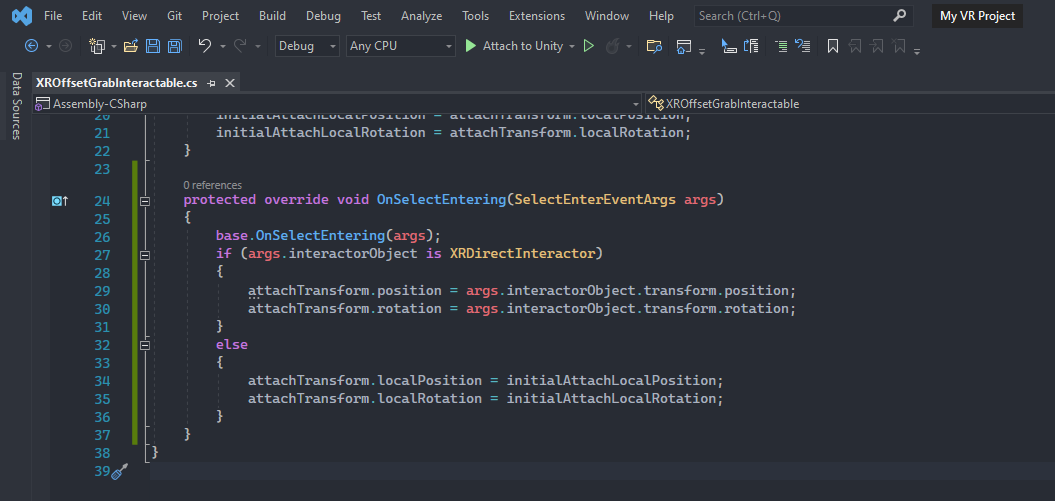 File Edit View Git Project Build Debug Test Analyze Tools Extensions Window Help Search (Ctrl+Q) My VR Project
Debug Any CPU Attach to Unity
Data Sources
XROffsetGrabInteractable.cs
Assembly-CSharp XROffsetGrabInteractable
20 initialAttachLocalPosition = attachTransform.localPosition;
21 initialAttachLocalRotation = attachTransform.localRotation;
22 }
23
0 references
24 protected override void OnSelectEntering(SelectEnterEventArgs args)
25 {
26 base.OnSelectEntering(args);
27 if (args.interactorObject is XRDirectInteractor)
28 {
29 attachTransform.position = args.interactorObject.transform.position;
30 attachTransform.rotation = args.interactorObject.transform.rotation;
31 }
32 else
33 {
34 attachTransform.localPosition = initialAttachLocalPosition;
35 attachTransform.localRotation = initialAttachLocalRotation;
36 }
37 }
38 }
39